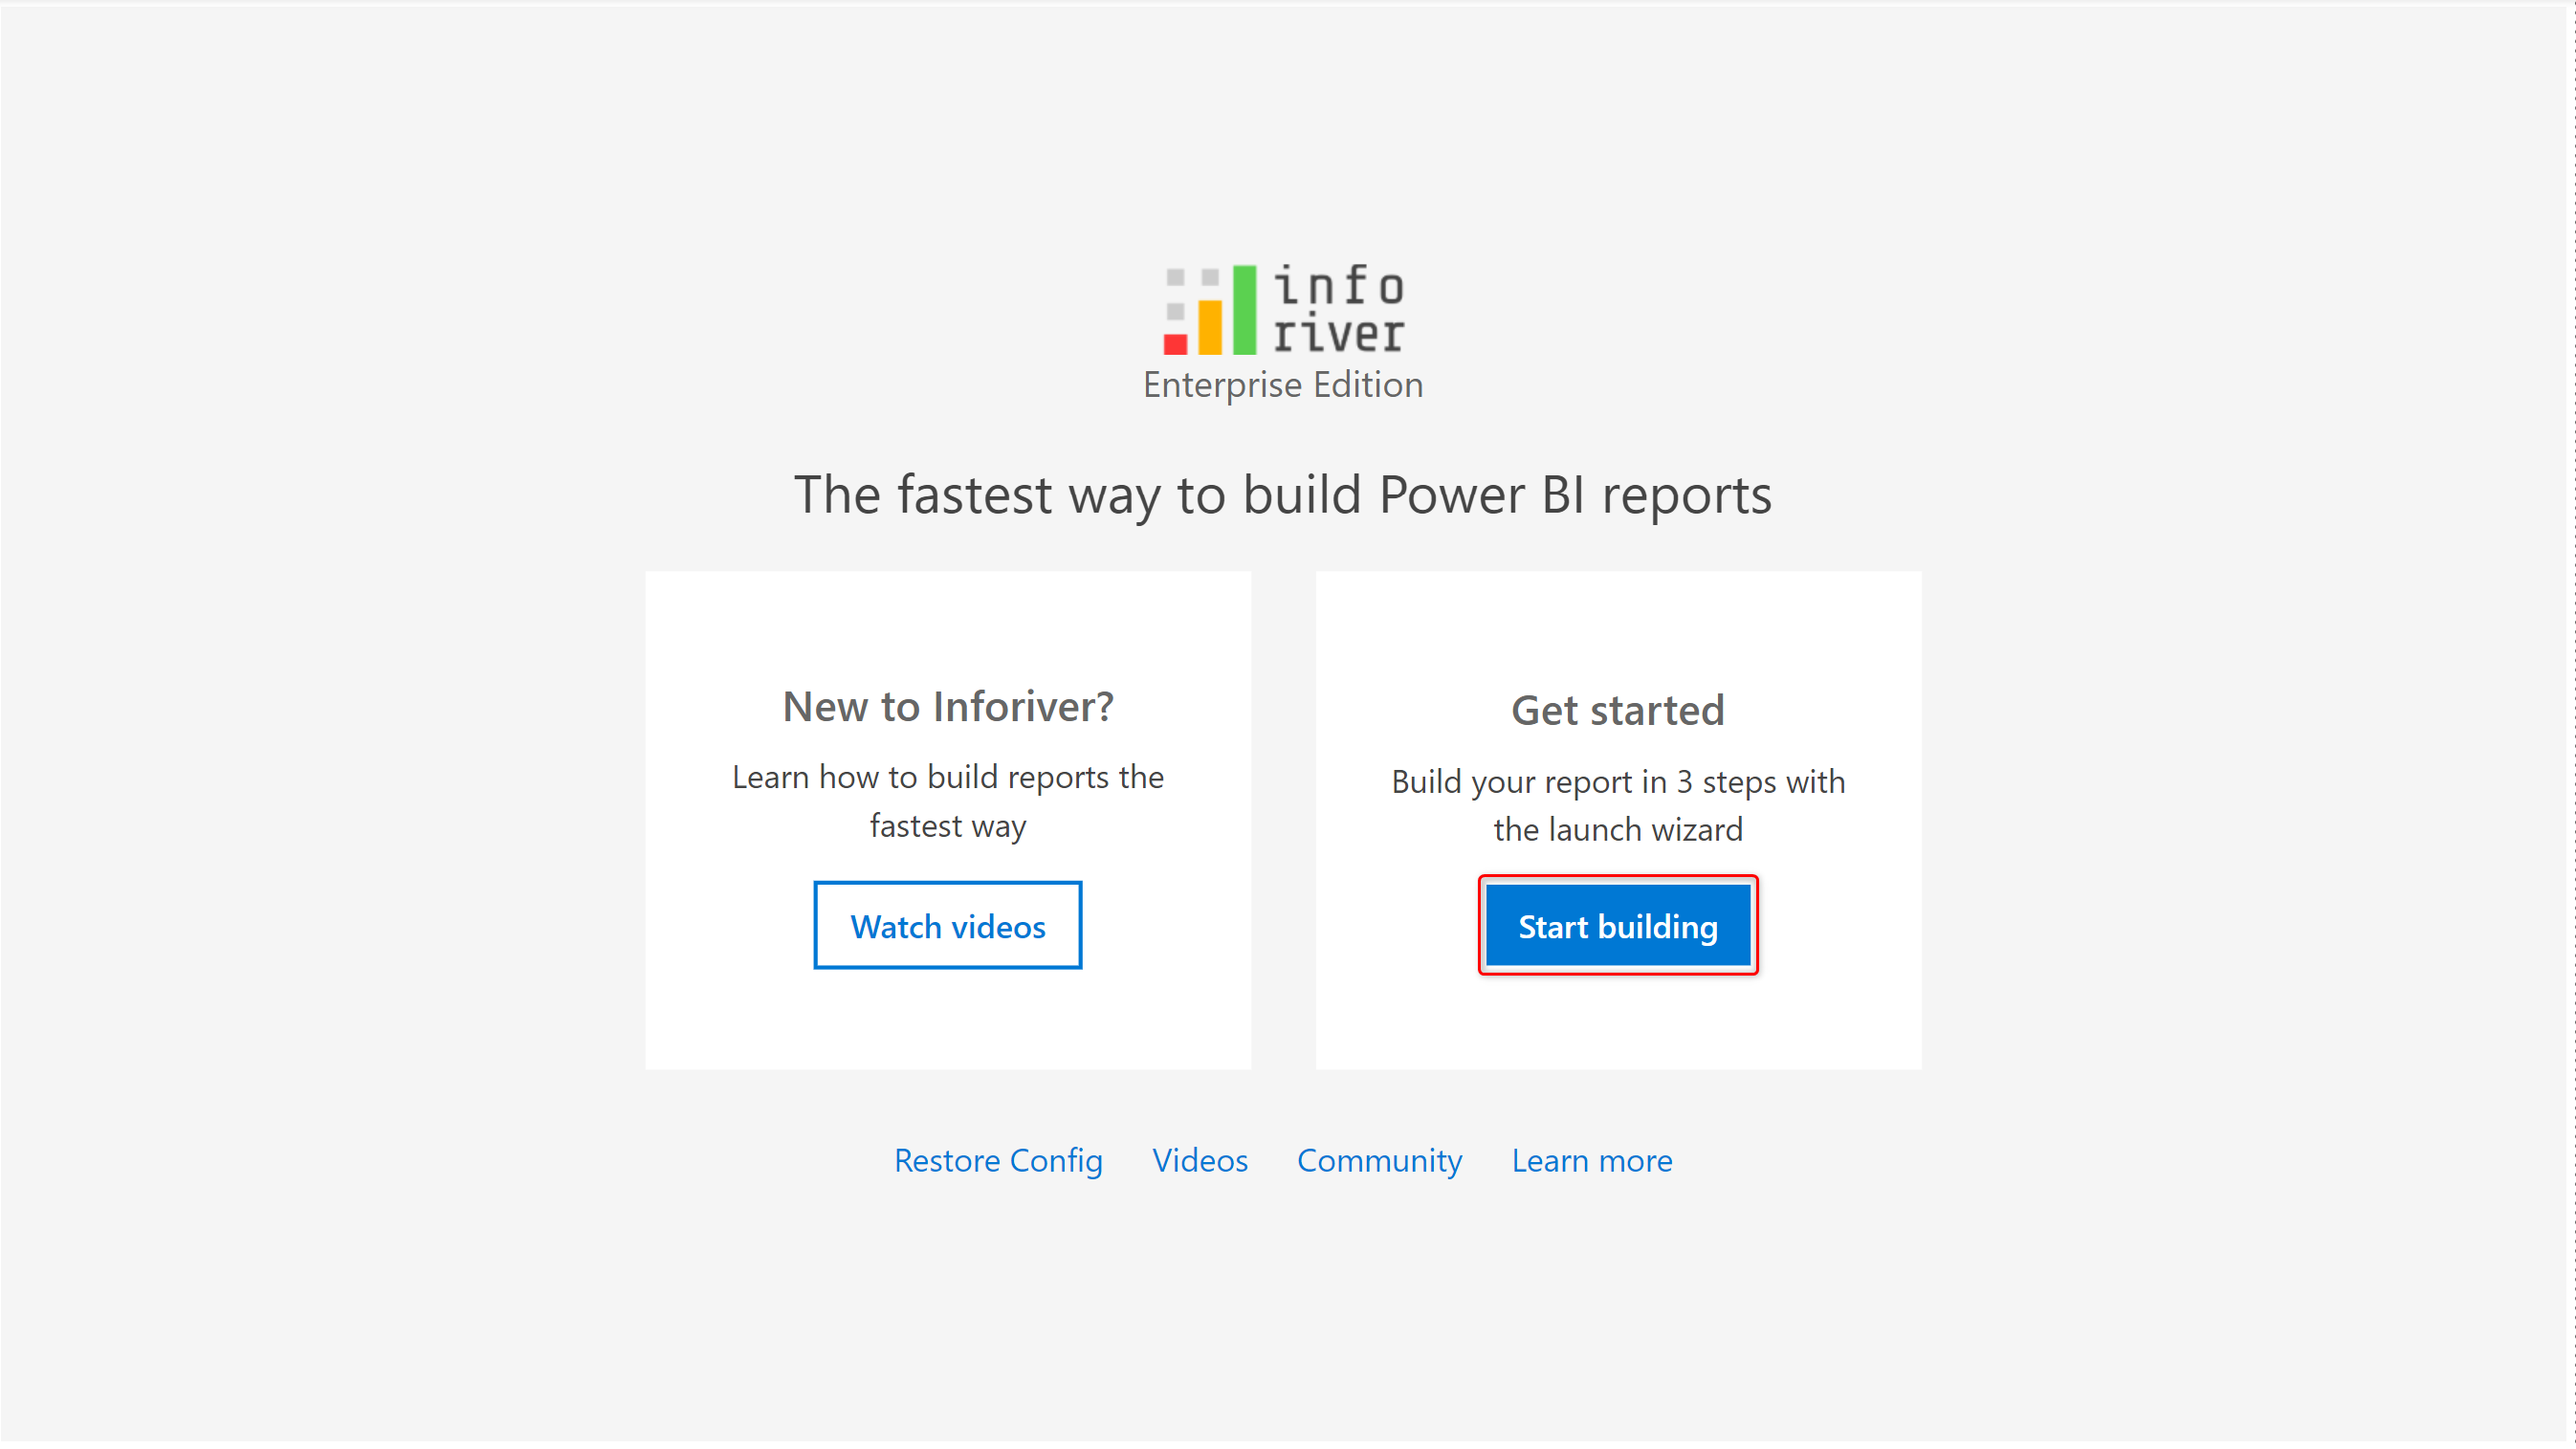 info
river
Enterprise Edition
The fastest way to build Power BI reports
New to Inforiver?
Learn how to build reports the
fastest way
Watch videos
Get started
Build your report in 3 steps with
the launch wizard
Start building
Restore Config
Videos
Community
Learn more